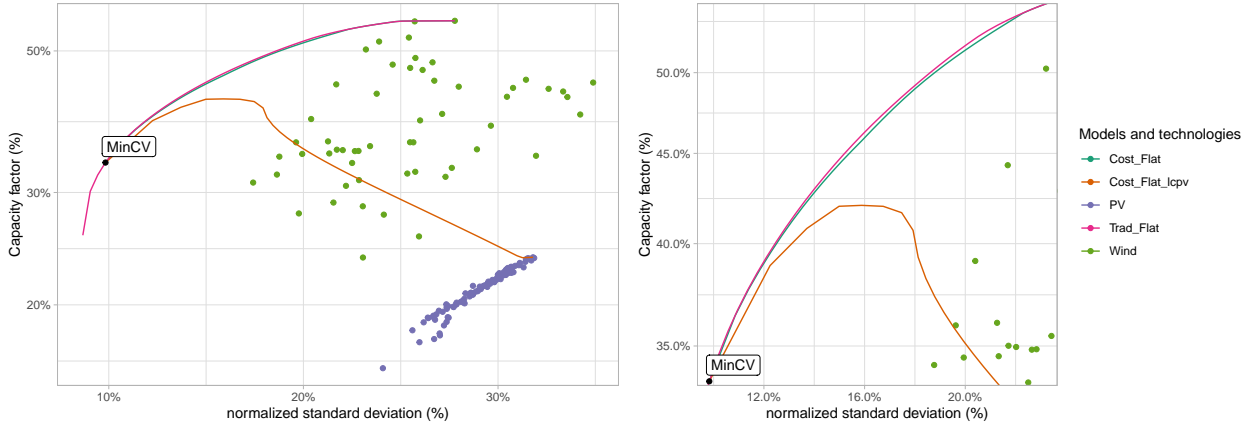 Capacity factor (%)
50%
30%
20%
MinCV
10%
30%
normalized standard deviation (%)
Capacity factor (%)
50.0%
45.0%
40.0%
35.0%
MinCV
12.0%
16.0%
20.0%
normalized standard deviation (%)
Models and technologies
Cost_Flat
Cost_Flat_lcpv
PV
Trad_Flat
Wind